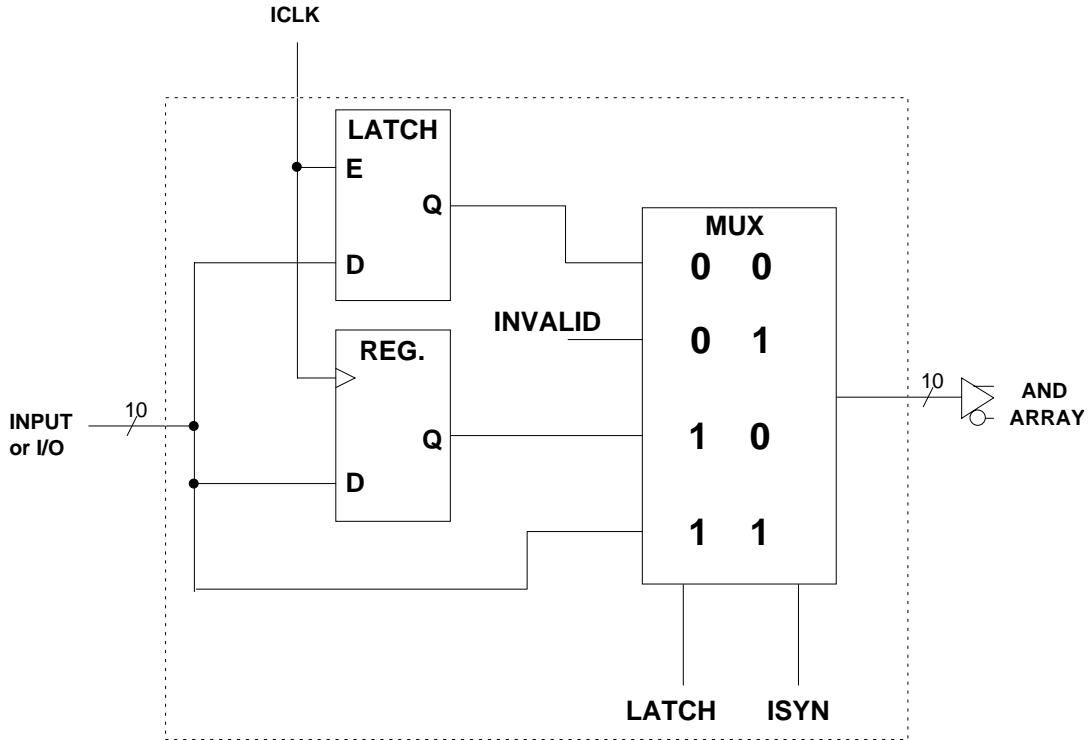 ICLK
LATCH
E
Q
D
MUX
0 0
INVALID
0 1
REG.
10
INPUT
or I/O
10
AND
ARRAY
Q
1 0
D
1 1
LATCH
ISYN